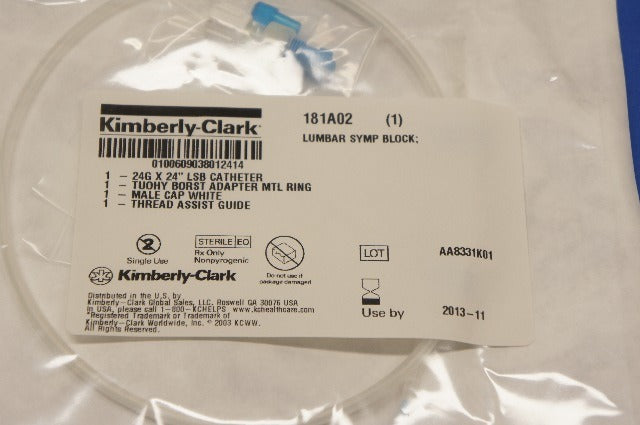 Kimberly-Clark
181A02 (1)
LUMBAR SYMP BLOCK;
0100609038012414
1 - 24G X 24" LSB CATHETER
1 - TUOHY BORST ADAPTER MTL RING
1 - MALE CAP WHITE
1 - THREAD ASSIST GUIDE
2
Single Use
STERILE EO
Rx Only
Nonpyrogenic
Do not use if
package damaged
LOT
AA8331K01
Kimberly-Clark
Use by
2013-11
Distributed in the U.S. by
Kimberly-Clark Global Sales, LLC, Roswell GA 30076 USA
In USA, please call 1-800-KCHELPS www.kchealthcare.com
*Registered Trademark or Trademark of
Kimberly-Clark Worldwide, Inc. © 2003 KCWW.
All Rights Reserved.